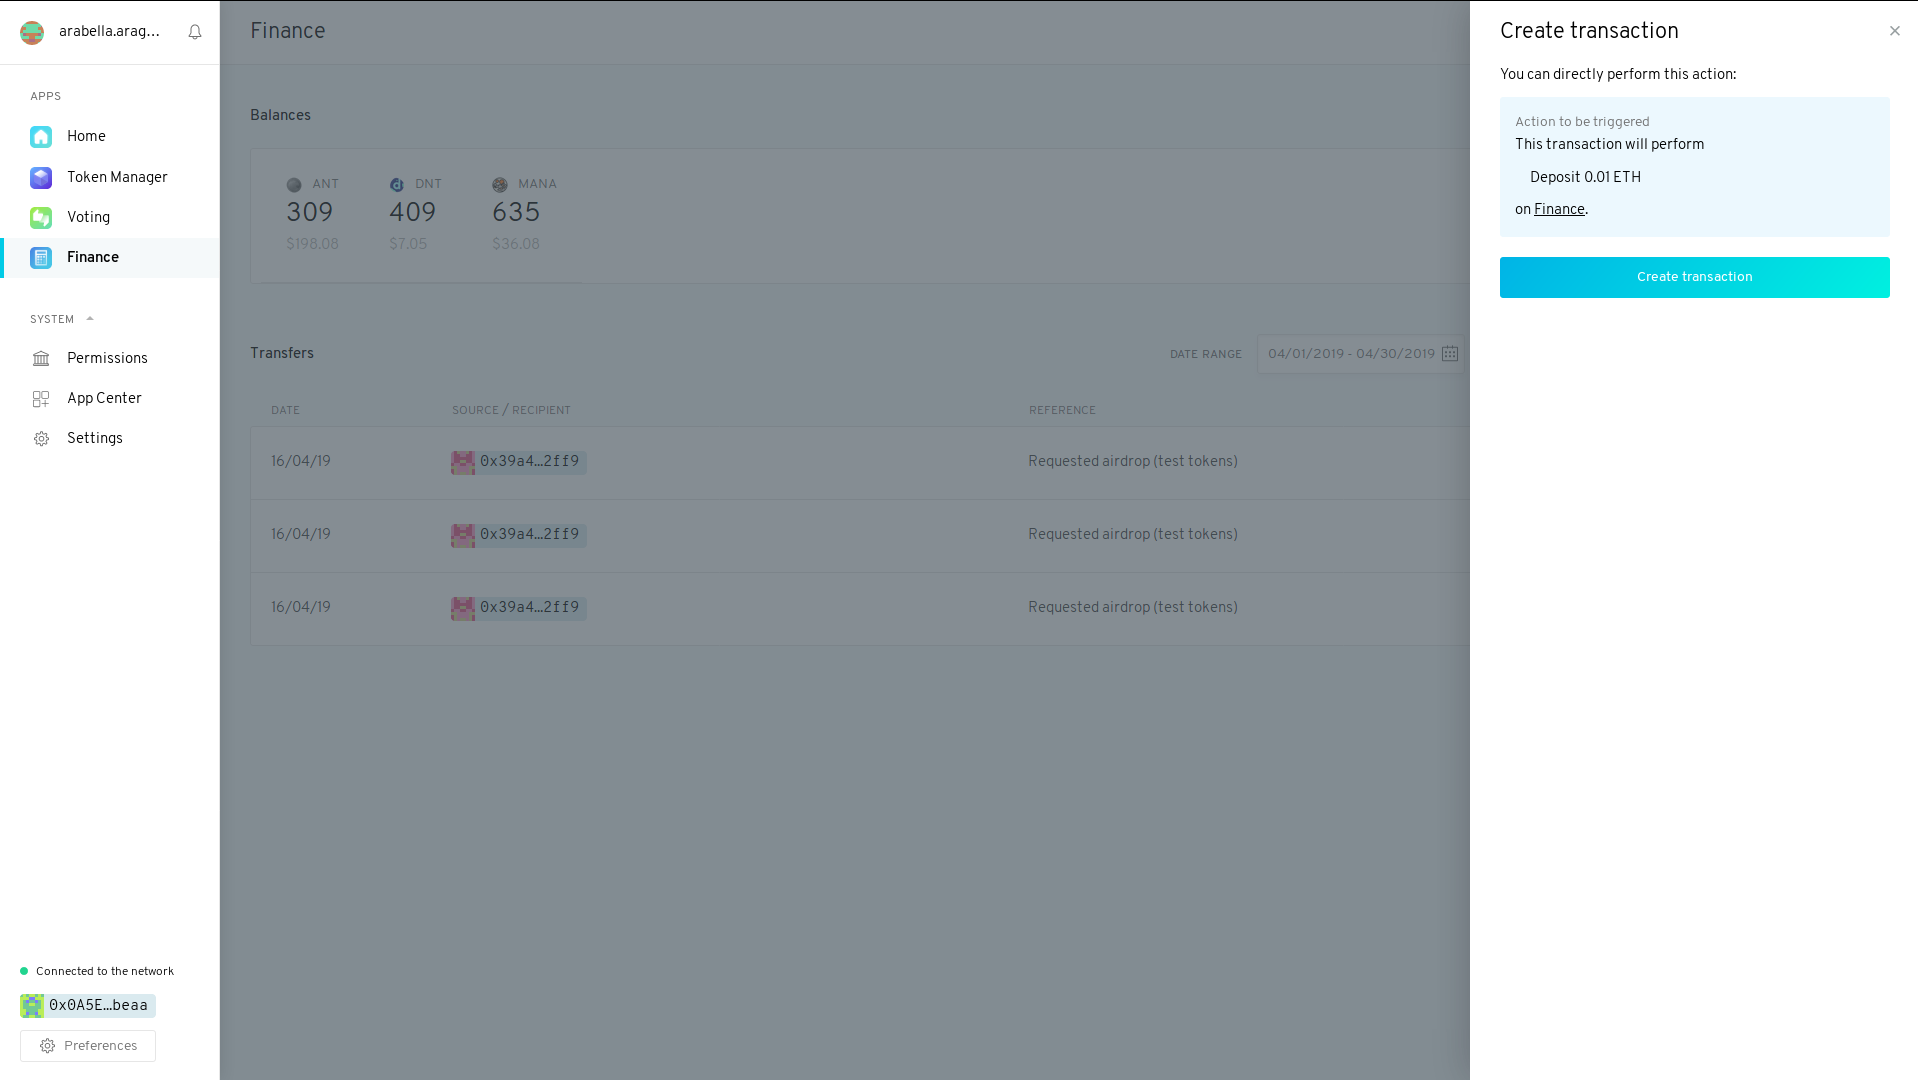 arabella.arag...
APPS
Home
Token Manager
Voting
Finance
SYSTEM
Permissions
App Center
Settings
Connected to the network
0x0A5E…beaa
Preferences
Finance
Balances
ANT DNT MANA
309 409 635
$198.08 $7.05 $36.08
Transfers DATE RANGE 04/01/2019 - 04/30/2019
DATE SOURCE / RECIPIENT REFERENCE
16/04/19 0x39a4…2ff9 Requested airdrop (test tokens)
16/04/19 0x39a4…2ff9 Requested airdrop (test tokens)
16/04/19 0x39a4…2ff9 Requested airdrop (test tokens)
Create transaction
You can directly perform this action:
Action to be triggered
This transaction will perform
Deposit 0.01 ETH
on Finance.
Create transaction